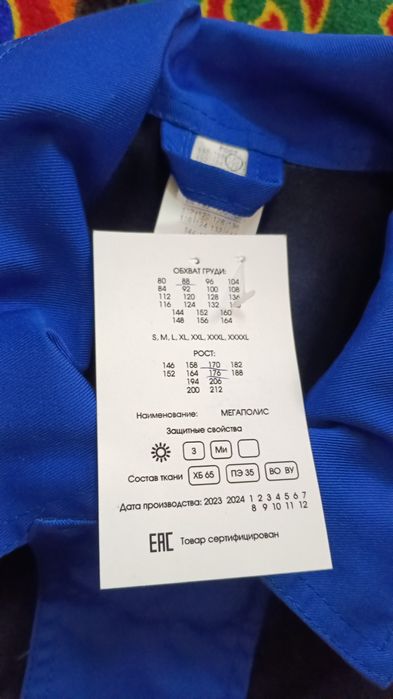 ОБХВАТ ГРУДИ:
80 88 96 104
84 92 100 108
112 120 128 136
116 124 132
144 152 160
148 156 164
S, M, L, XL, XXL, XXXL, XXXXL
РОСТ:
146 158 170 182
152 164 176 188
194 206
200 212
Наименование: МЕГАПОЛИС
Защитные свойства
З Ми
Состав ткани ХБ 65 ПЭ 35 ВО ВУ
Дата производства: 2023 2024 1 2 3 4 5 6 7
8 9 10 11 12
EAC Товар сертифицирован